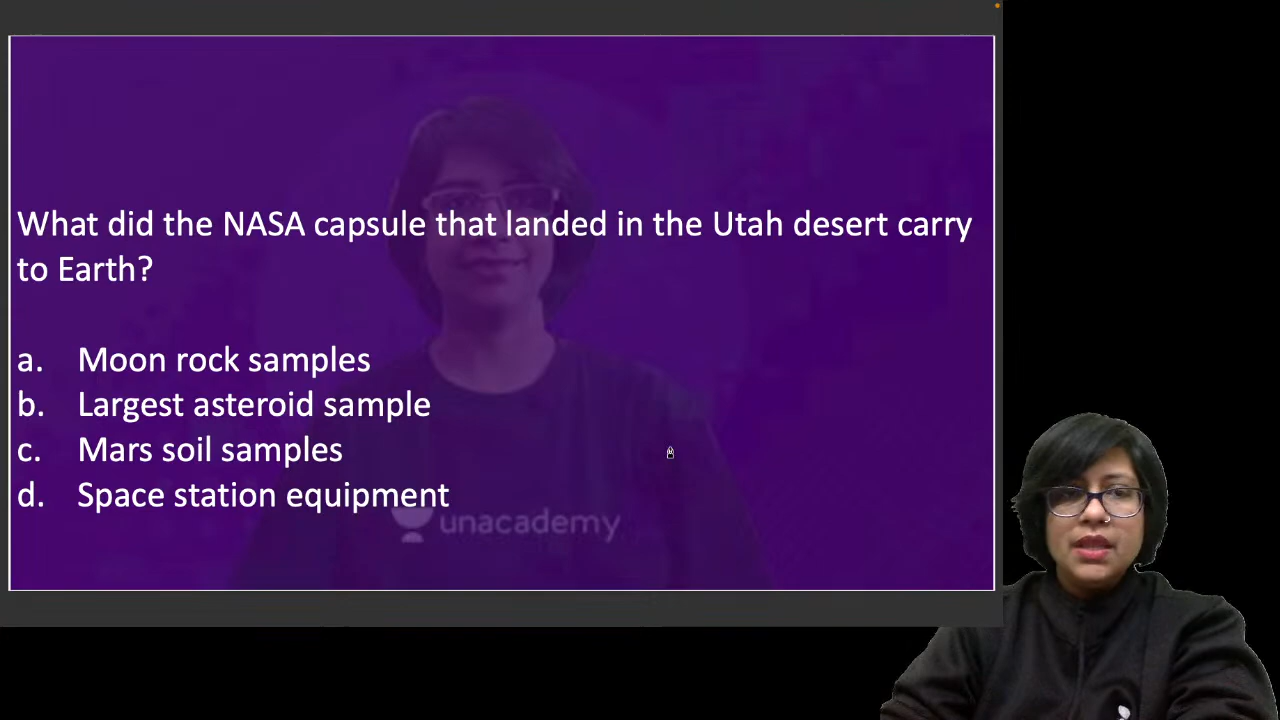 What did the NASA capsule that landed in the Utah desert carry
to Earth?
a. Moon rock samples
b. Largest asteroid sample
c. Mars soil samples
d. Space station equipment
unacademy